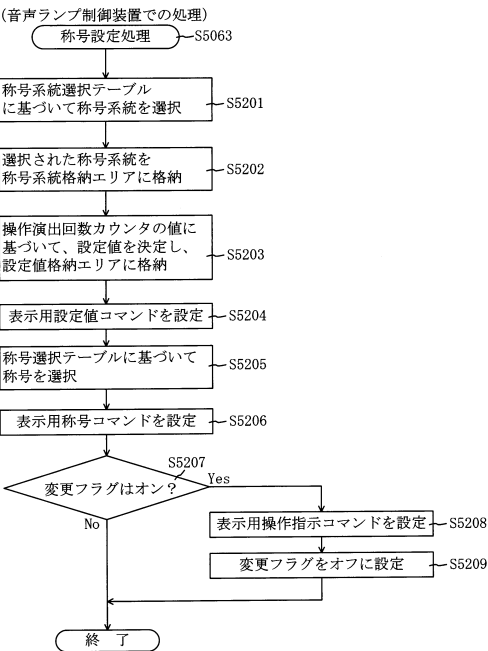 (音声ランプ制御装置での処理)
称号設定処理 S5063
称号系統選択テーブル
に基づいて称号系統を選択 S5201
選択された称号系統を
称号系統格納エリアに格納 S5202
操作演出回数カウンタの値に
基づいて、設定値を決定し、
設定値格納エリアに格納 S5203
表示用設定値コマンドを設定 S5204
称号選択テーブルに基づいて
称号を選択 S5205
表示用称号コマンドを設定 S5206
S5207
変更フラグはオン？ Yes
No
表示用操作指示コマンドを設定 S5208
変更フラグをオフに設定 S5209
終 了